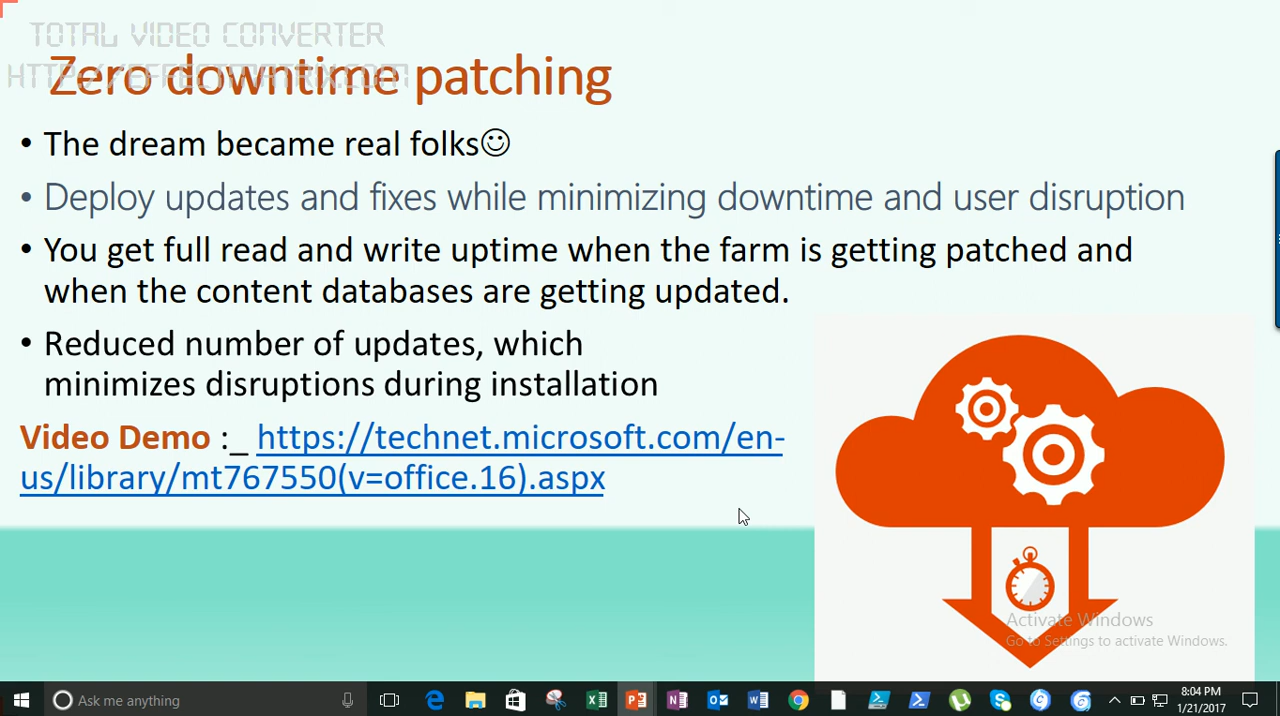 TOTAL VIDEO CONVERTER
HTTP://EFFECTMATRIX.COM
Zero downtime patching
• The dream became real folks☺
• Deploy updates and fixes while minimizing downtime and user disruption
• You get full read and write uptime when the farm is getting patched and
when the content databases are getting updated.
• Reduced number of updates, which
minimizes disruptions during installation
Video Demo :_ https://technet.microsoft.com/en-
us/library/mt767550(v=office.16).aspx
Activate Windows
Go to Settings to activate Windows.
Ask me anything
8:04 PM
1/21/2017